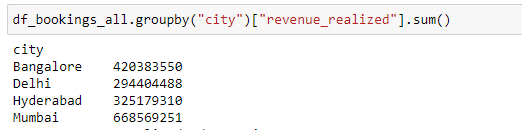 df_bookings_all.groupby("city")["revenue_realized"].sum()
city
Bangalore    420383550
Delhi        294404488
Hyderabad    325179310
Mumbai       668569251